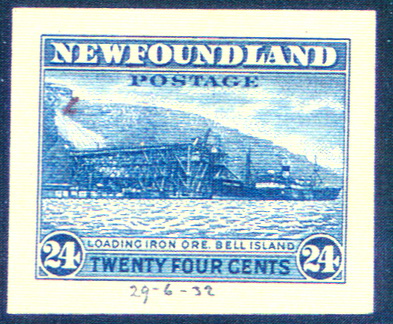 NEWFOUNDLAND
POSTAGE
LOADING IRON ORE, BELL ISLAND
24 TWENTY FOUR CENTS 24
29-6-32